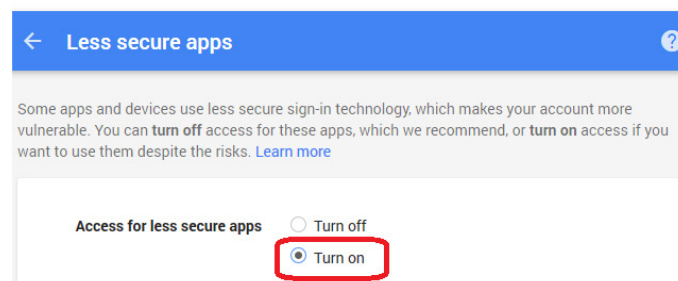 Less secure apps
Some apps and devices use less secure sign-in technology, which makes your account more
vulnerable. You can turn off access for these apps, which we recommend, or turn on access if you
want to use them despite the risks. Learn more
Access for less secure apps
Turn off
Turn on